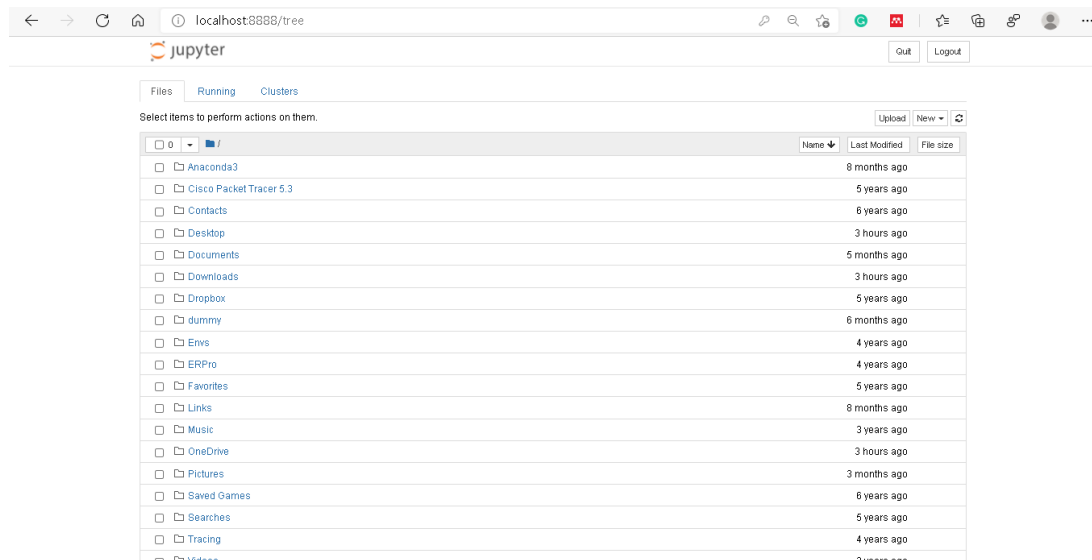 localhost:8888/tree
jupyter
Quit Logout
Files Running Clusters
Select items to perform actions on them.
Upload New
0 / Name Last Modified File size
Anaconda3 8 months ago
Cisco Packet Tracer 5.3 5 years ago
Contacts 6 years ago
Desktop 3 hours ago
Documents 5 months ago
Downloads 3 hours ago
Dropbox 5 years ago
dummy 6 months ago
Envs 4 years ago
ERPro 4 years ago
Favorites 5 years ago
Links 8 months ago
Music 3 years ago
OneDrive 3 hours ago
Pictures 3 months ago
Saved Games 6 years ago
Searches 5 years ago
Tracing 4 years ago
Videos years ago